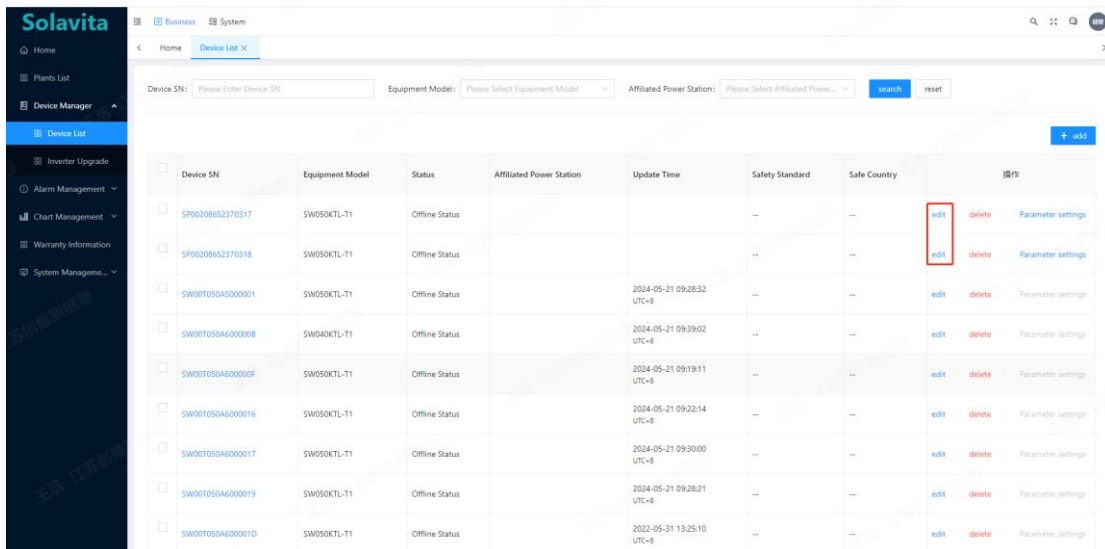 Solavita
Business System
Home
Plants List
Device Manager
Device List
Inverter Upgrade
Alarm Management
Chart Management
Warranty Information
System Manageme...
Home Device List ×
Device SN: Please Enter Device SN Equipment Model: Please Select Equipment Model Affiliated Power Station: Please Select Affiliated Power... search reset
+ add
Device SN Equipment Model Status Affiliated Power Station Update Time Safety Standard Safe Country 操作
SP00208652370317 SW050KTL-T1 Offline Status -- -- edit delete Parameter settings
SP00208652370318 SW050KTL-T1 Offline Status -- -- edit delete Parameter settings
SW00T050A5000001 SW050KTL-T1 Offline Status 2024-05-21 09:28:32 -- -- edit delete Parameter settings
UTC+8
SW00T050A6000008 SW040KTL-T1 Offline Status 2024-05-21 09:39:02 -- -- edit delete Parameter settings
UTC+8
SW00T050A600000F SW050KTL-T1 Offline Status 2024-05-21 09:19:11 -- -- edit delete Parameter settings
UTC+8
SW00T050A6000016 SW050KTL-T1 Offline Status 2024-05-21 09:22:14 -- -- edit delete Parameter settings
UTC+8
SW00T050A6000017 SW050KTL-T1 Offline Status 2024-05-21 09:30:00 -- -- edit delete Parameter settings
UTC+8
SW00T050A6000019 SW050KTL-T1 Offline Status 2024-05-21 09:28:21 -- -- edit delete Parameter settings
UTC+8
SW00T050A600001D SW050KTL-T1 Offline Status 2022-05-31 13:25:10 -- -- edit delete Parameter settings
UTC+8